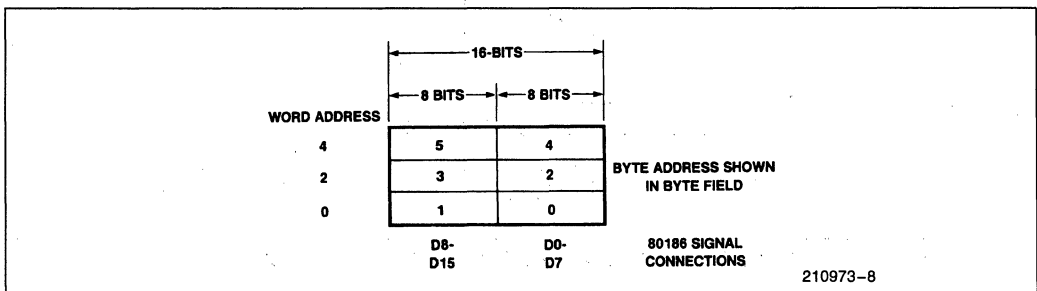 16-BITS
8 BITS 8 BITS
WORD ADDRESS
4 5 4
2 3 2
0 1 0
BYTE ADDRESS SHOWN
IN BYTE FIELD
D8- D0- 80186 SIGNAL
D15 D7 CONNECTIONS
210973-8